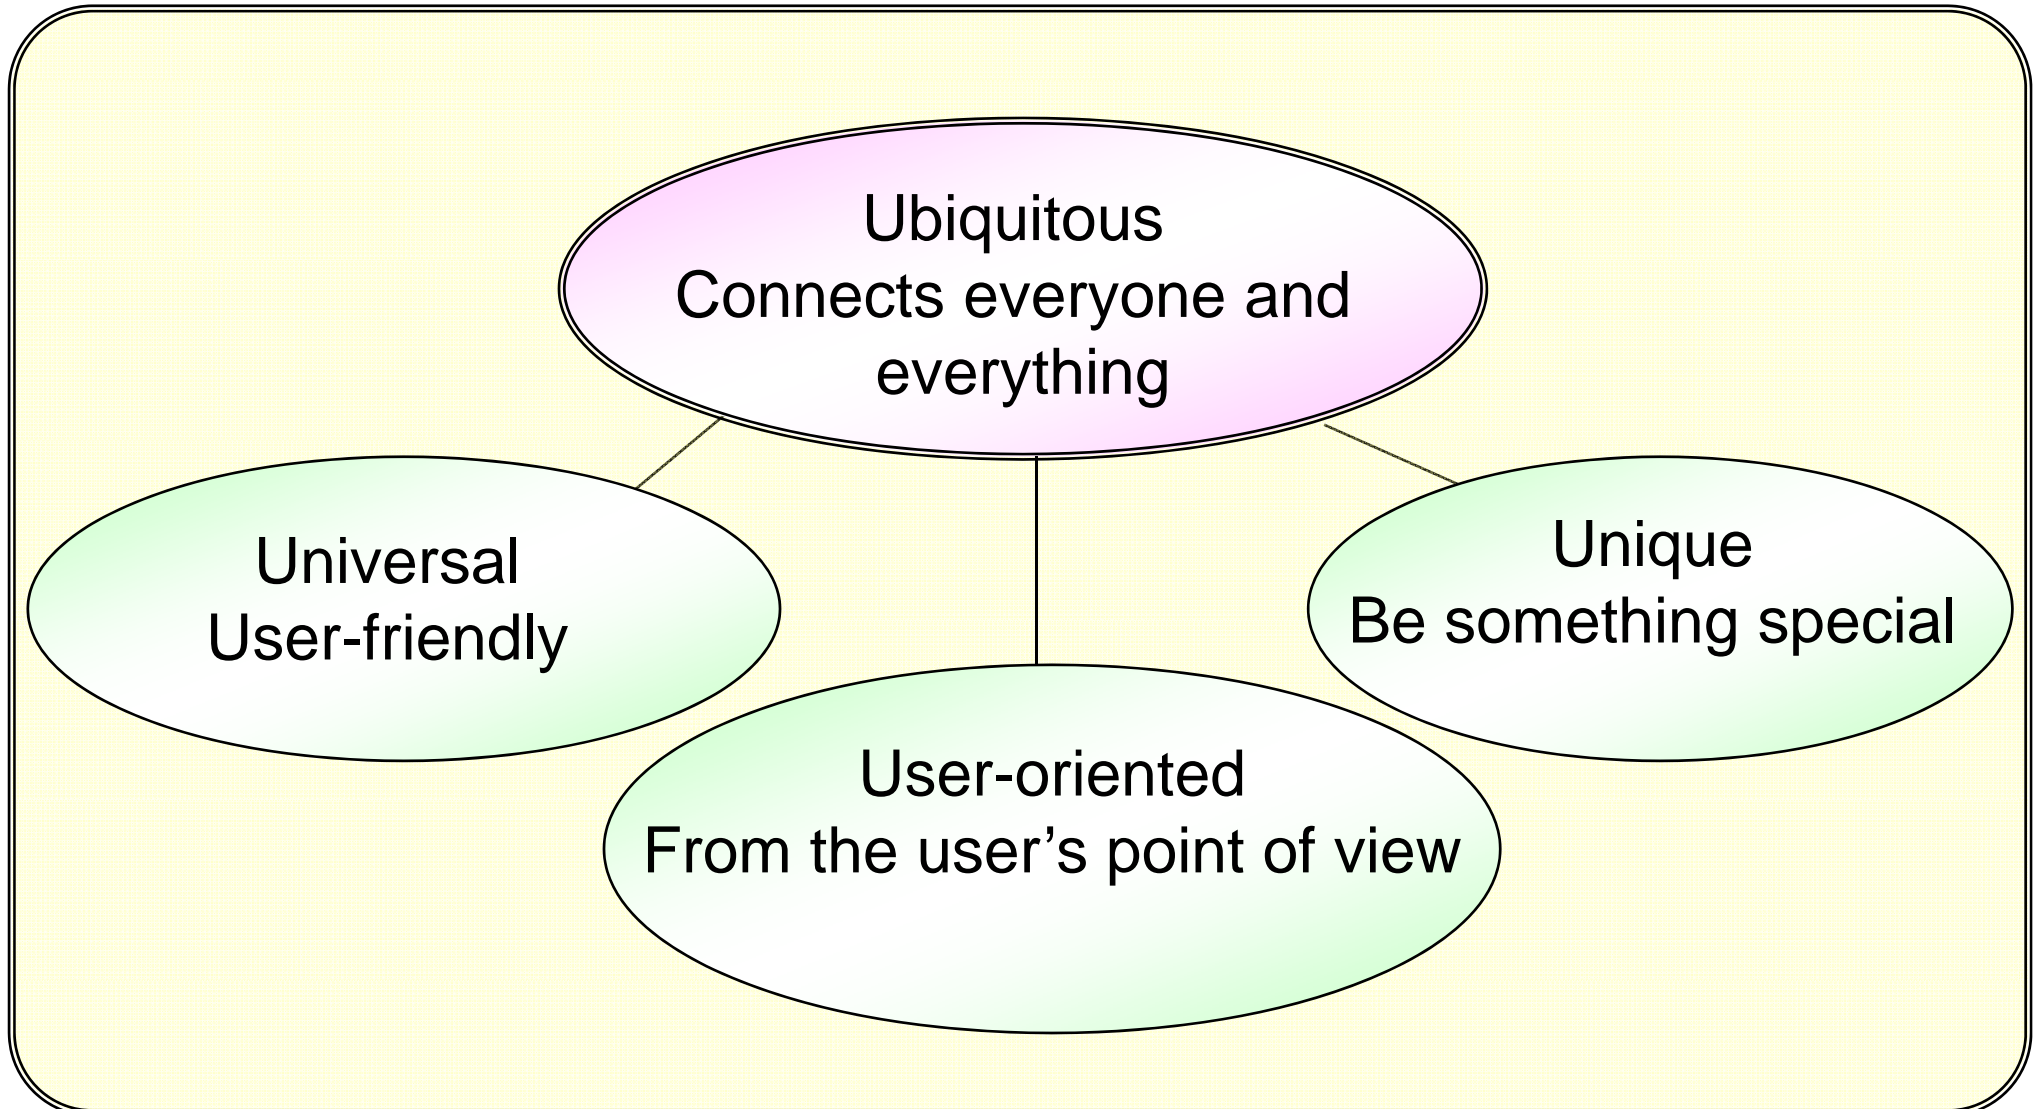 Ubiquitous
Connects everyone and
everything
Universal
User-friendly
Unique
Be something special
User-oriented
From the user’s point of view